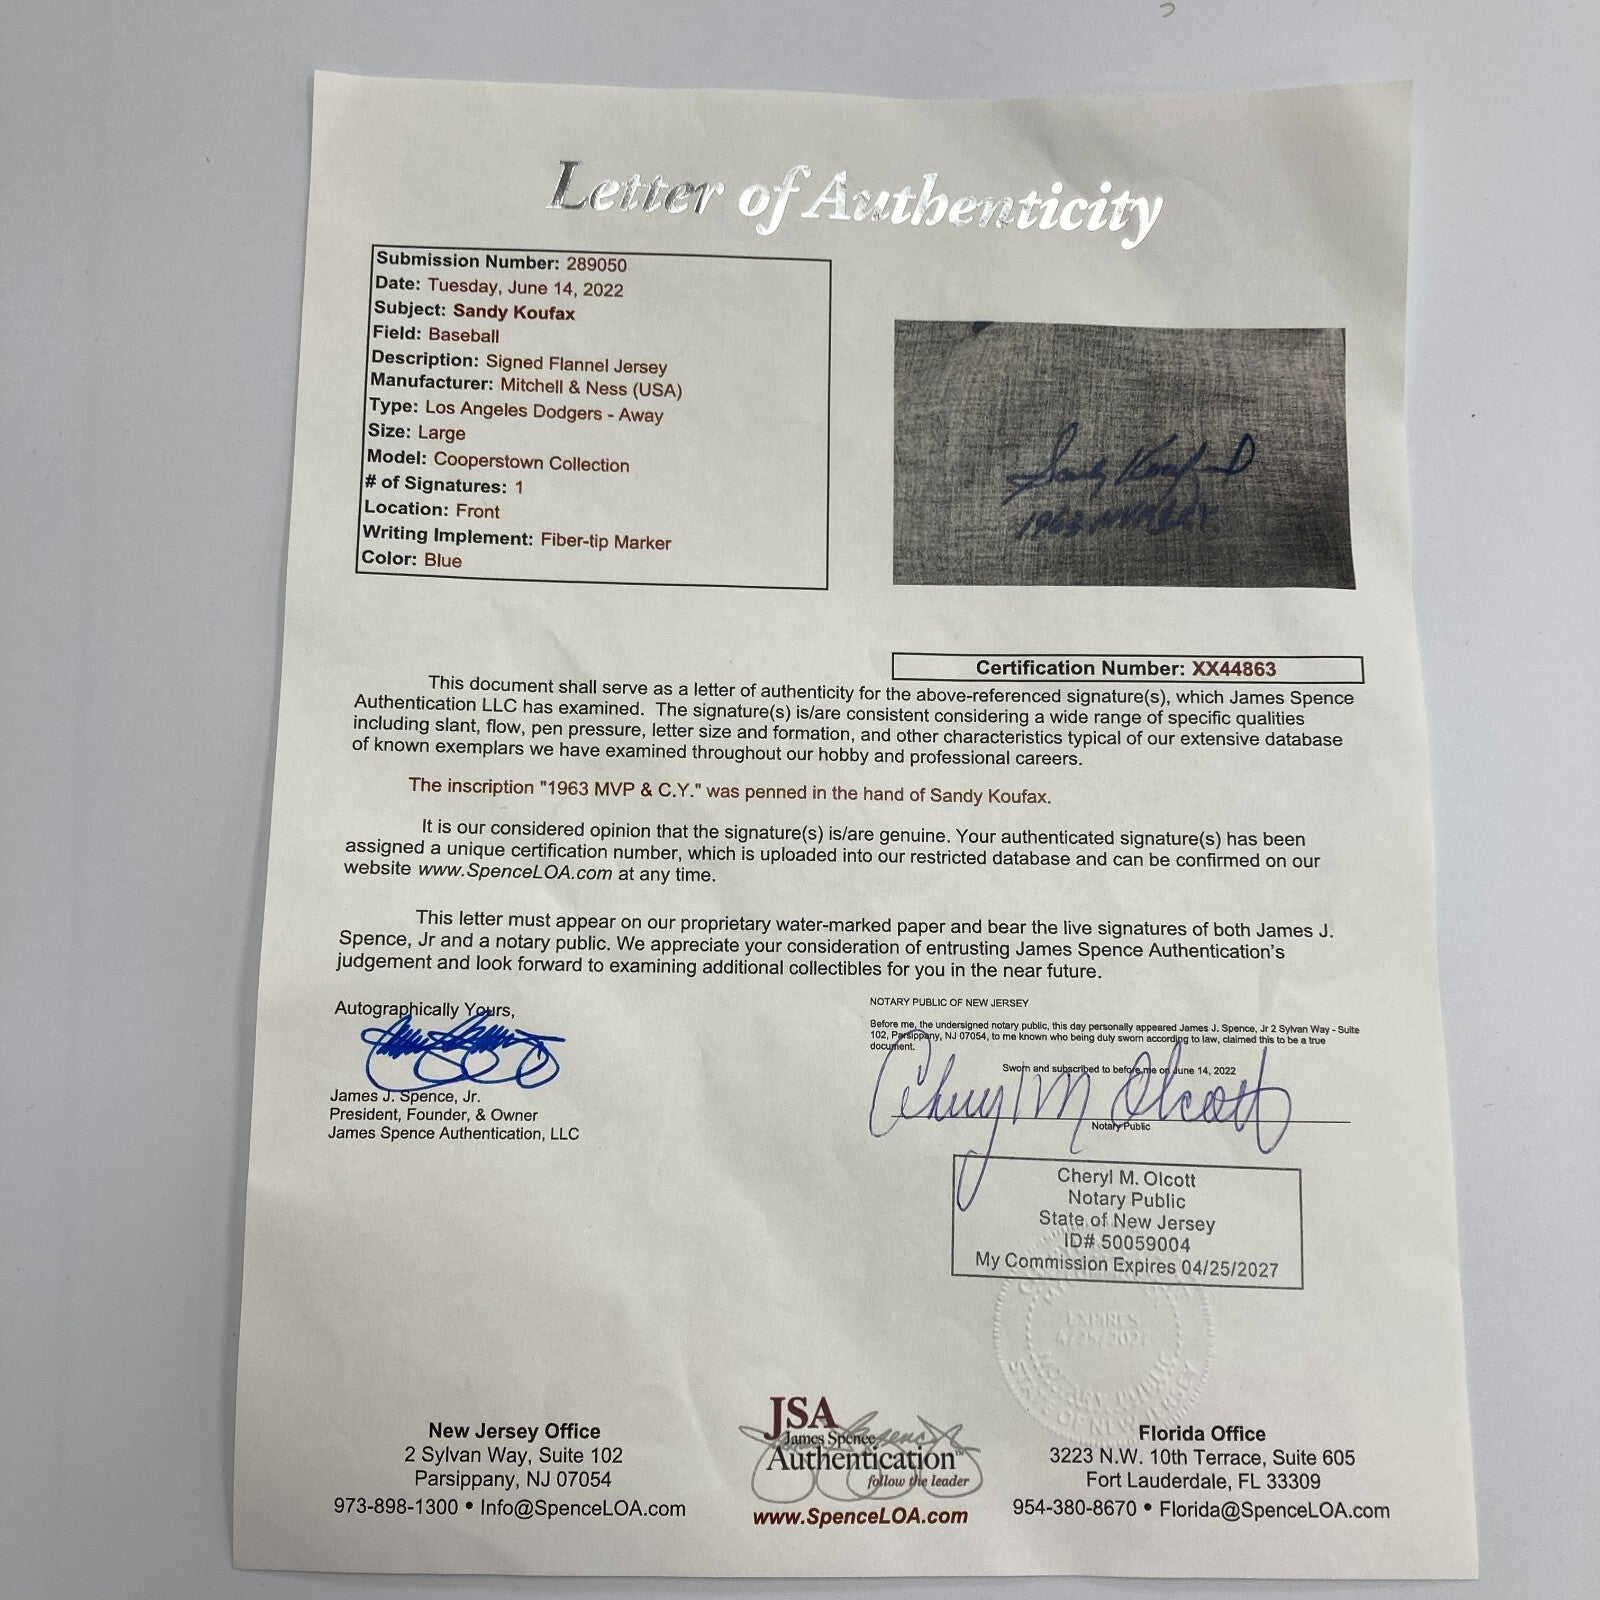 Letter of Authenticity
Submission Number: 289050
Date: Tuesday, June 14, 2022
Subject: Sandy Koufax
Field: Baseball
Description: Signed Flannel Jersey
Manufacturer: Mitchell & Ness (USA)
Type: Los Angeles Dodgers - Away
Size: Large
Model: Cooperstown Collection
# of Signatures: 1
Location: Front
Writing Implement: Fiber-tip Marker
Color: Blue
Sandy Koufax
1963 MVP & CY
Certification Number: XX44863
This document shall serve as a letter of authenticity for the above-referenced signature(s), which James Spence
Authentication LLC has examined. The signature(s) is/are consistent considering a wide range of specific qualities
including slant, flow, pen pressure, letter size and formation, and other characteristics typical of our extensive database
of known exemplars we have examined throughout our hobby and professional careers.
The inscription "1963 MVP & C.Y." was penned in the hand of Sandy Koufax.
It is our considered opinion that the signature(s) is/are genuine. Your authenticated signature(s) has been
assigned a unique certification number, which is uploaded into our restricted database and can be confirmed on our
website www.SpenceLOA.com at any time.
This letter must appear on our proprietary water-marked paper and bear the live signatures of both James J.
Spence, Jr and a notary public. We appreciate your consideration of entrusting James Spence Authentication's
judgement and look forward to examining additional collectibles for you in the near future.
Autographically Yours,
James J. Spence, Jr.
President, Founder, & Owner
James Spence Authentication, LLC
NOTARY PUBLIC OF NEW JERSEY
Before me, the undersigned notary public, this day personally appeared James J. Spence, Jr 2 Sylvan Way - Suite
102, Parsippany, NJ 07054, to me known who being duly sworn according to law, claimed this to be a true
document.
Sworn and subscribed to before me on June 14, 2022
Cheryl M Olcott
Notary Public
Cheryl M. Olcott
Notary Public
State of New Jersey
ID# 50059004
My Commission Expires 04/25/2027
EXPIRES
4/25/2027
NOTARY PUBLIC
STATE OF NEW JERSEY
New Jersey Office
2 Sylvan Way, Suite 102
Parsippany, NJ 07054
973-898-1300 • Info@SpenceLOA.com
JSA
James Spence
Authentication™
follow the leader
www.SpenceLOA.com
Florida Office
3223 N.W. 10th Terrace, Suite 605
Fort Lauderdale, FL 33309
954-380-8670 • Florida@SpenceLOA.com